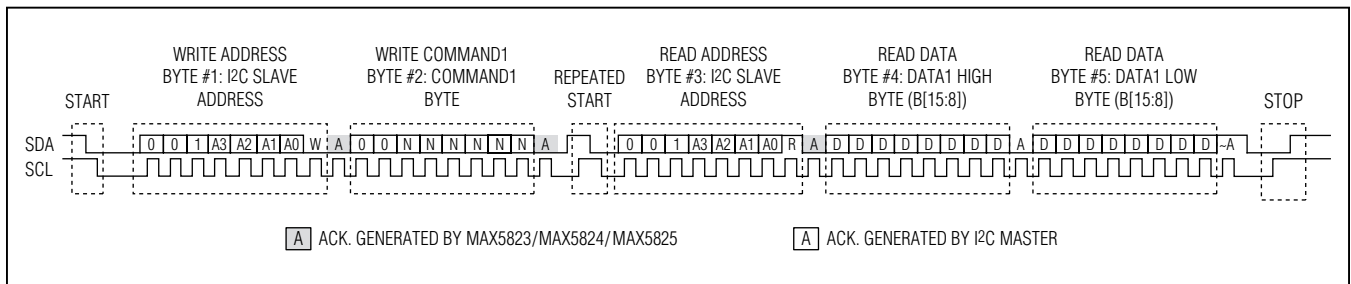 WRITE ADDRESS
BYTE #1: I²C SLAVE
ADDRESS
WRITE COMMAND1
BYTE #2: COMMAND1
BYTE
READ ADDRESS
BYTE #3: I²C SLAVE
ADDRESS
READ DATA
BYTE #4: DATA1 HIGH
BYTE (B[15:8])
READ DATA
BYTE #5: DATA1 LOW
BYTE (B[15:8])
START
REPEATED
START
STOP
SDA
0 0 1 A3 A2 A1 A0 W A 0 0 N N N N N N A 0 0 1 A3 A2 A1 A0 R A D D D D D D D D A D D D D D D D D ~A
SCL
A ACK. GENERATED BY MAX5823/MAX5824/MAX5825
A ACK. GENERATED BY I²C MASTER